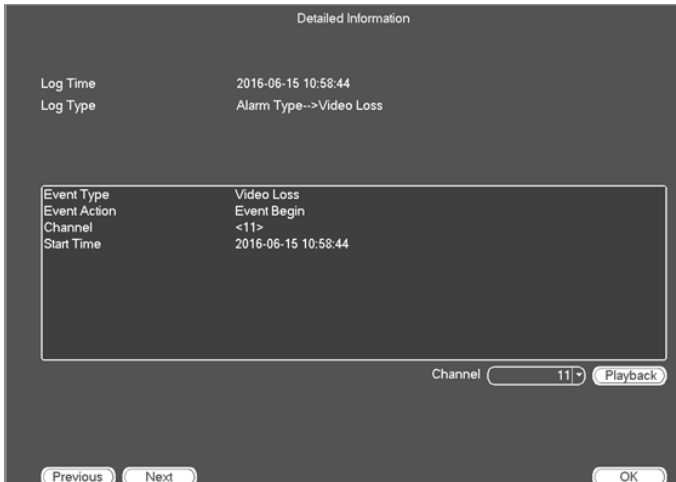 Detailed Information
Log Time 2016-06-15 10:58:44
Log Type Alarm Type-->Video Loss
Event Type Video Loss
Event Action Event Begin
Channel <11>
Start Time 2016-06-15 10:58:44
Channel 11 Playback
Previous Next OK